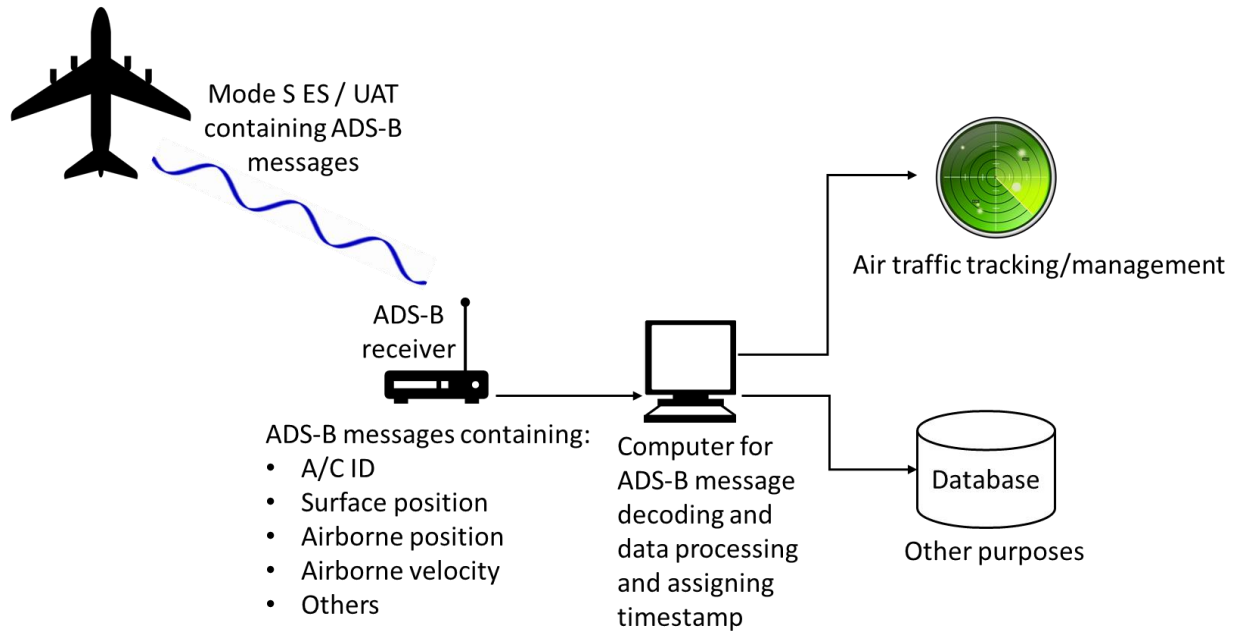 Mode S ES / UAT
containing ADS-B
messages
ADS-B
receiver
ADS-B messages containing:
• A/C ID
• Surface position
• Airborne position
• Airborne velocity
• Others
Computer for
ADS-B message
decoding and
data processing
and assigning
timestamp
Air traffic tracking/management
Database
Other purposes